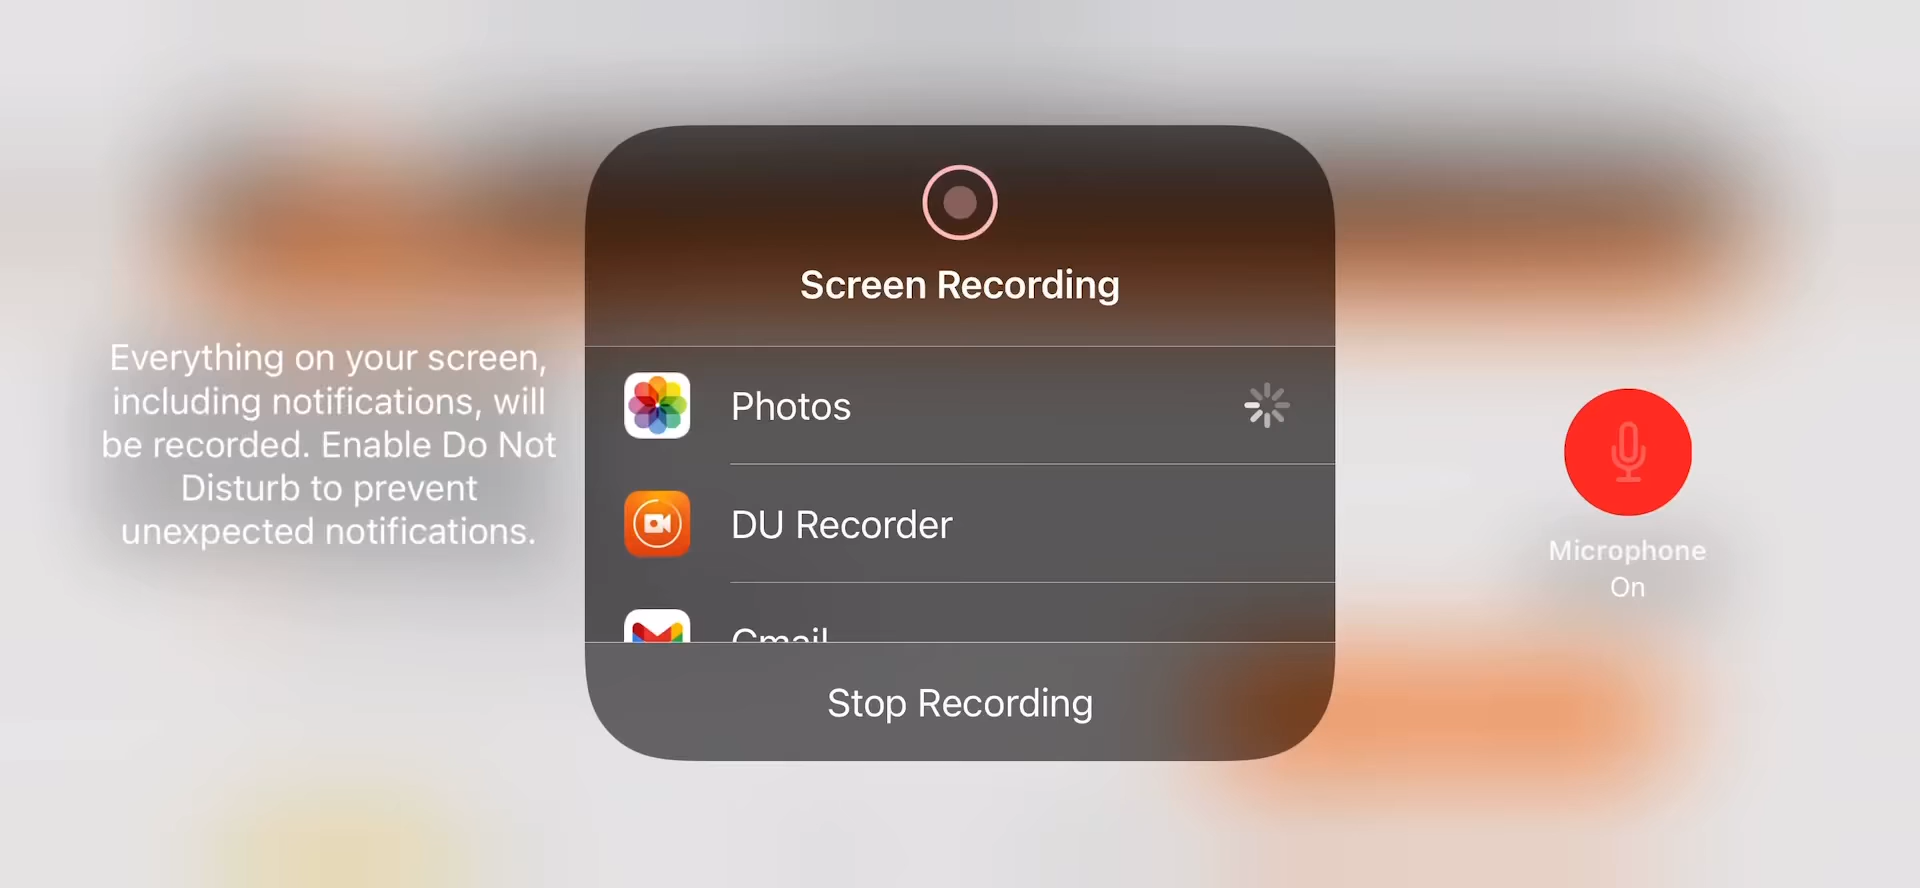 Screen Recording
Everything on your screen,
including notifications, will
be recorded. Enable Do Not
Disturb to prevent
unexpected notifications.
Photos
DU Recorder
Gmail
Stop Recording
Microphone
On